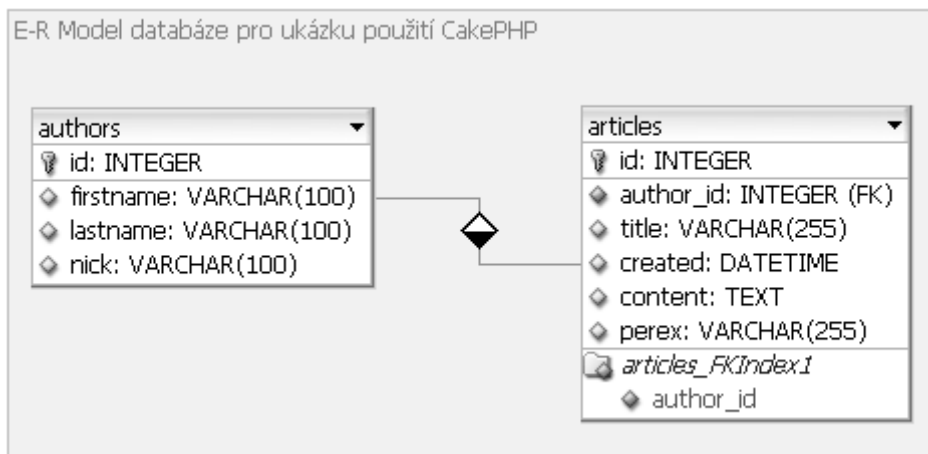 E-R Model databáze pro ukázku použití CakePHP
authors
id: INTEGER
firstname: VARCHAR(100)
lastname: VARCHAR(100)
nick: VARCHAR(100)
articles
id: INTEGER
author_id: INTEGER (FK)
title: VARCHAR(255)
created: DATETIME
content: TEXT
perex: VARCHAR(255)
articles_FKIndex1
author_id